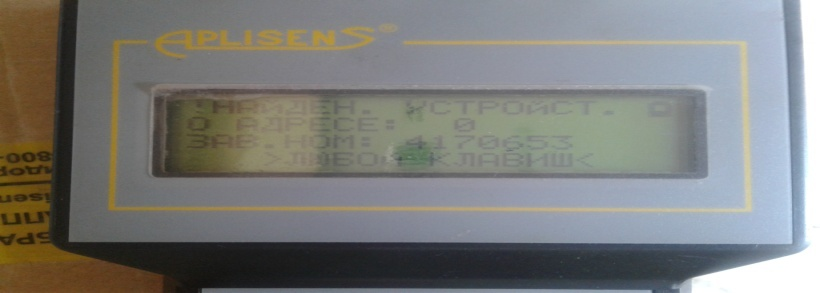 APLISENS®
!НАЙДЕН. УСТРОЙСТ.
О АДРЕСЕ: 0
ЗАВ.НОМ: 4170653
>ЛЮБОЙ КЛАВИШ<